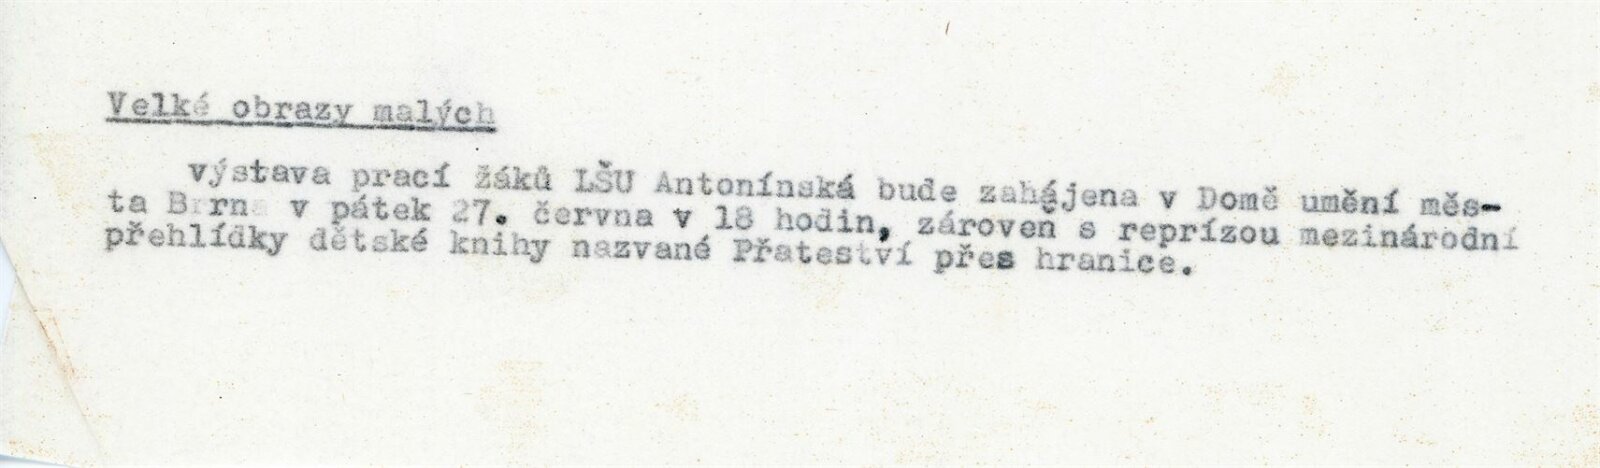 Velké obrazy malých
výstava prací žáků LŠU Antonínská bude zahájena v Domě umění měs-
ta Brna v pátek 27. června v 18 hodin, zároveň s reprízou mezinárodní
přehlídky dětské knihy nazvané Přateství přes hranice.